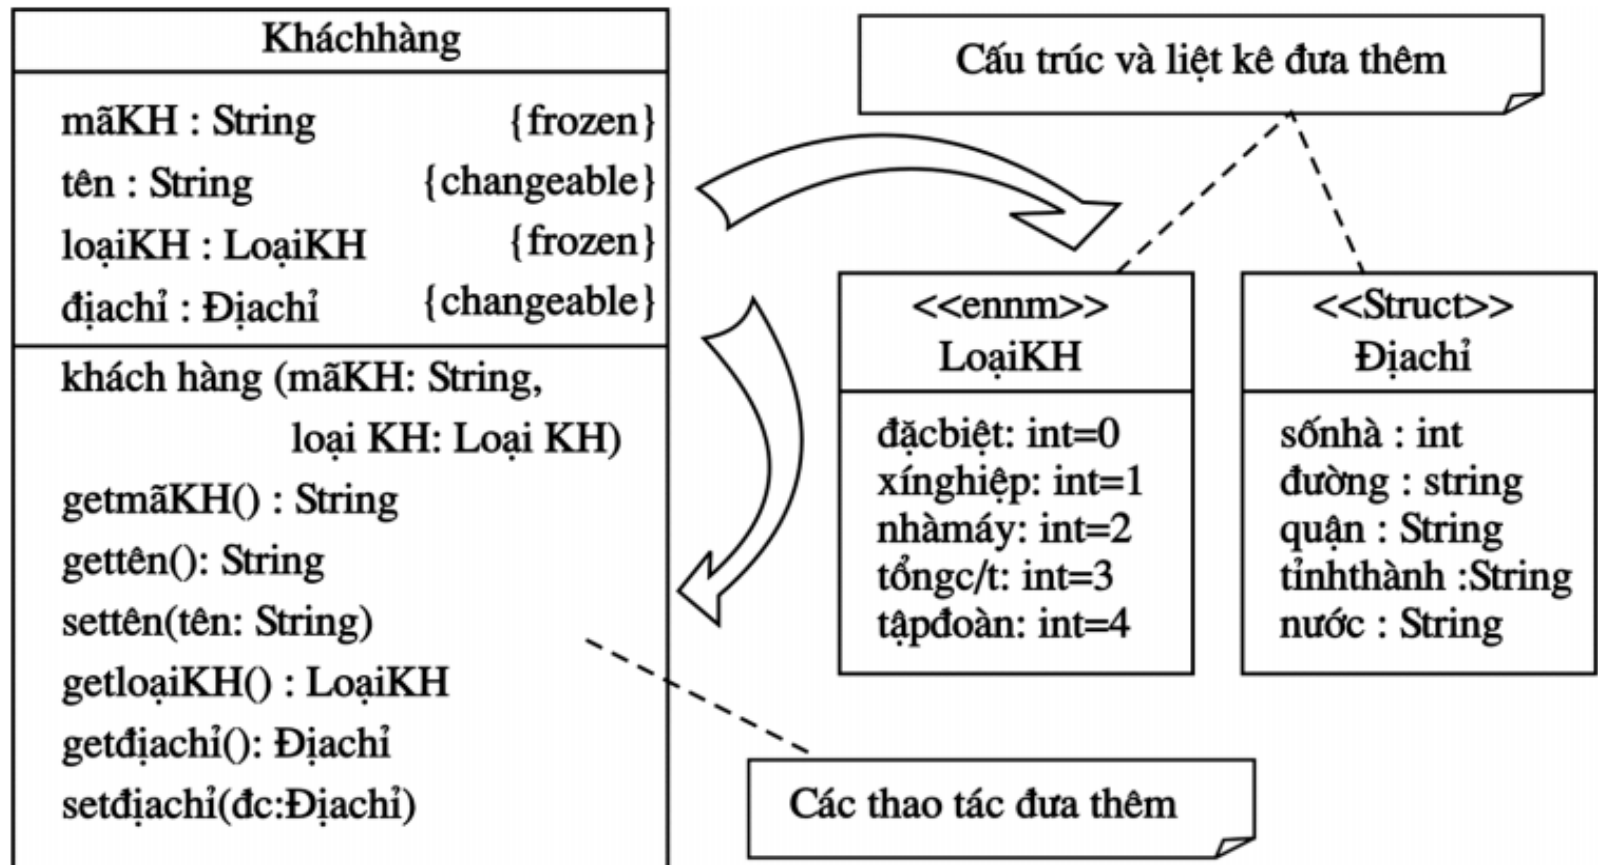 Kháchhàng
mãKH : String {frozen}
tên : String {changeable}
loạiKH : LoạiKH {frozen}
địachỉ : Địachỉ {changeable}
khách hàng (mãKH: String,
loại KH: Loại KH)
getmãKH() : String
gettên(): String
settên(tên: String)
getloạiKH() : LoạiKH
getđịachỉ(): Địachỉ
setđịachỉ(đc:Địachỉ)
Cấu trúc và liệt kê đưa thêm
<<ennm>>
LoạiKH
đặcbiệt: int=0
xínghiệp: int=1
nhàmáy: int=2
tổngc/t: int=3
tậpđoàn: int=4
<<Struct>>
Địachỉ
sốnhà : int
đường : string
quận : String
tỉnhthành :String
nước : String
Các thao tác đưa thêm